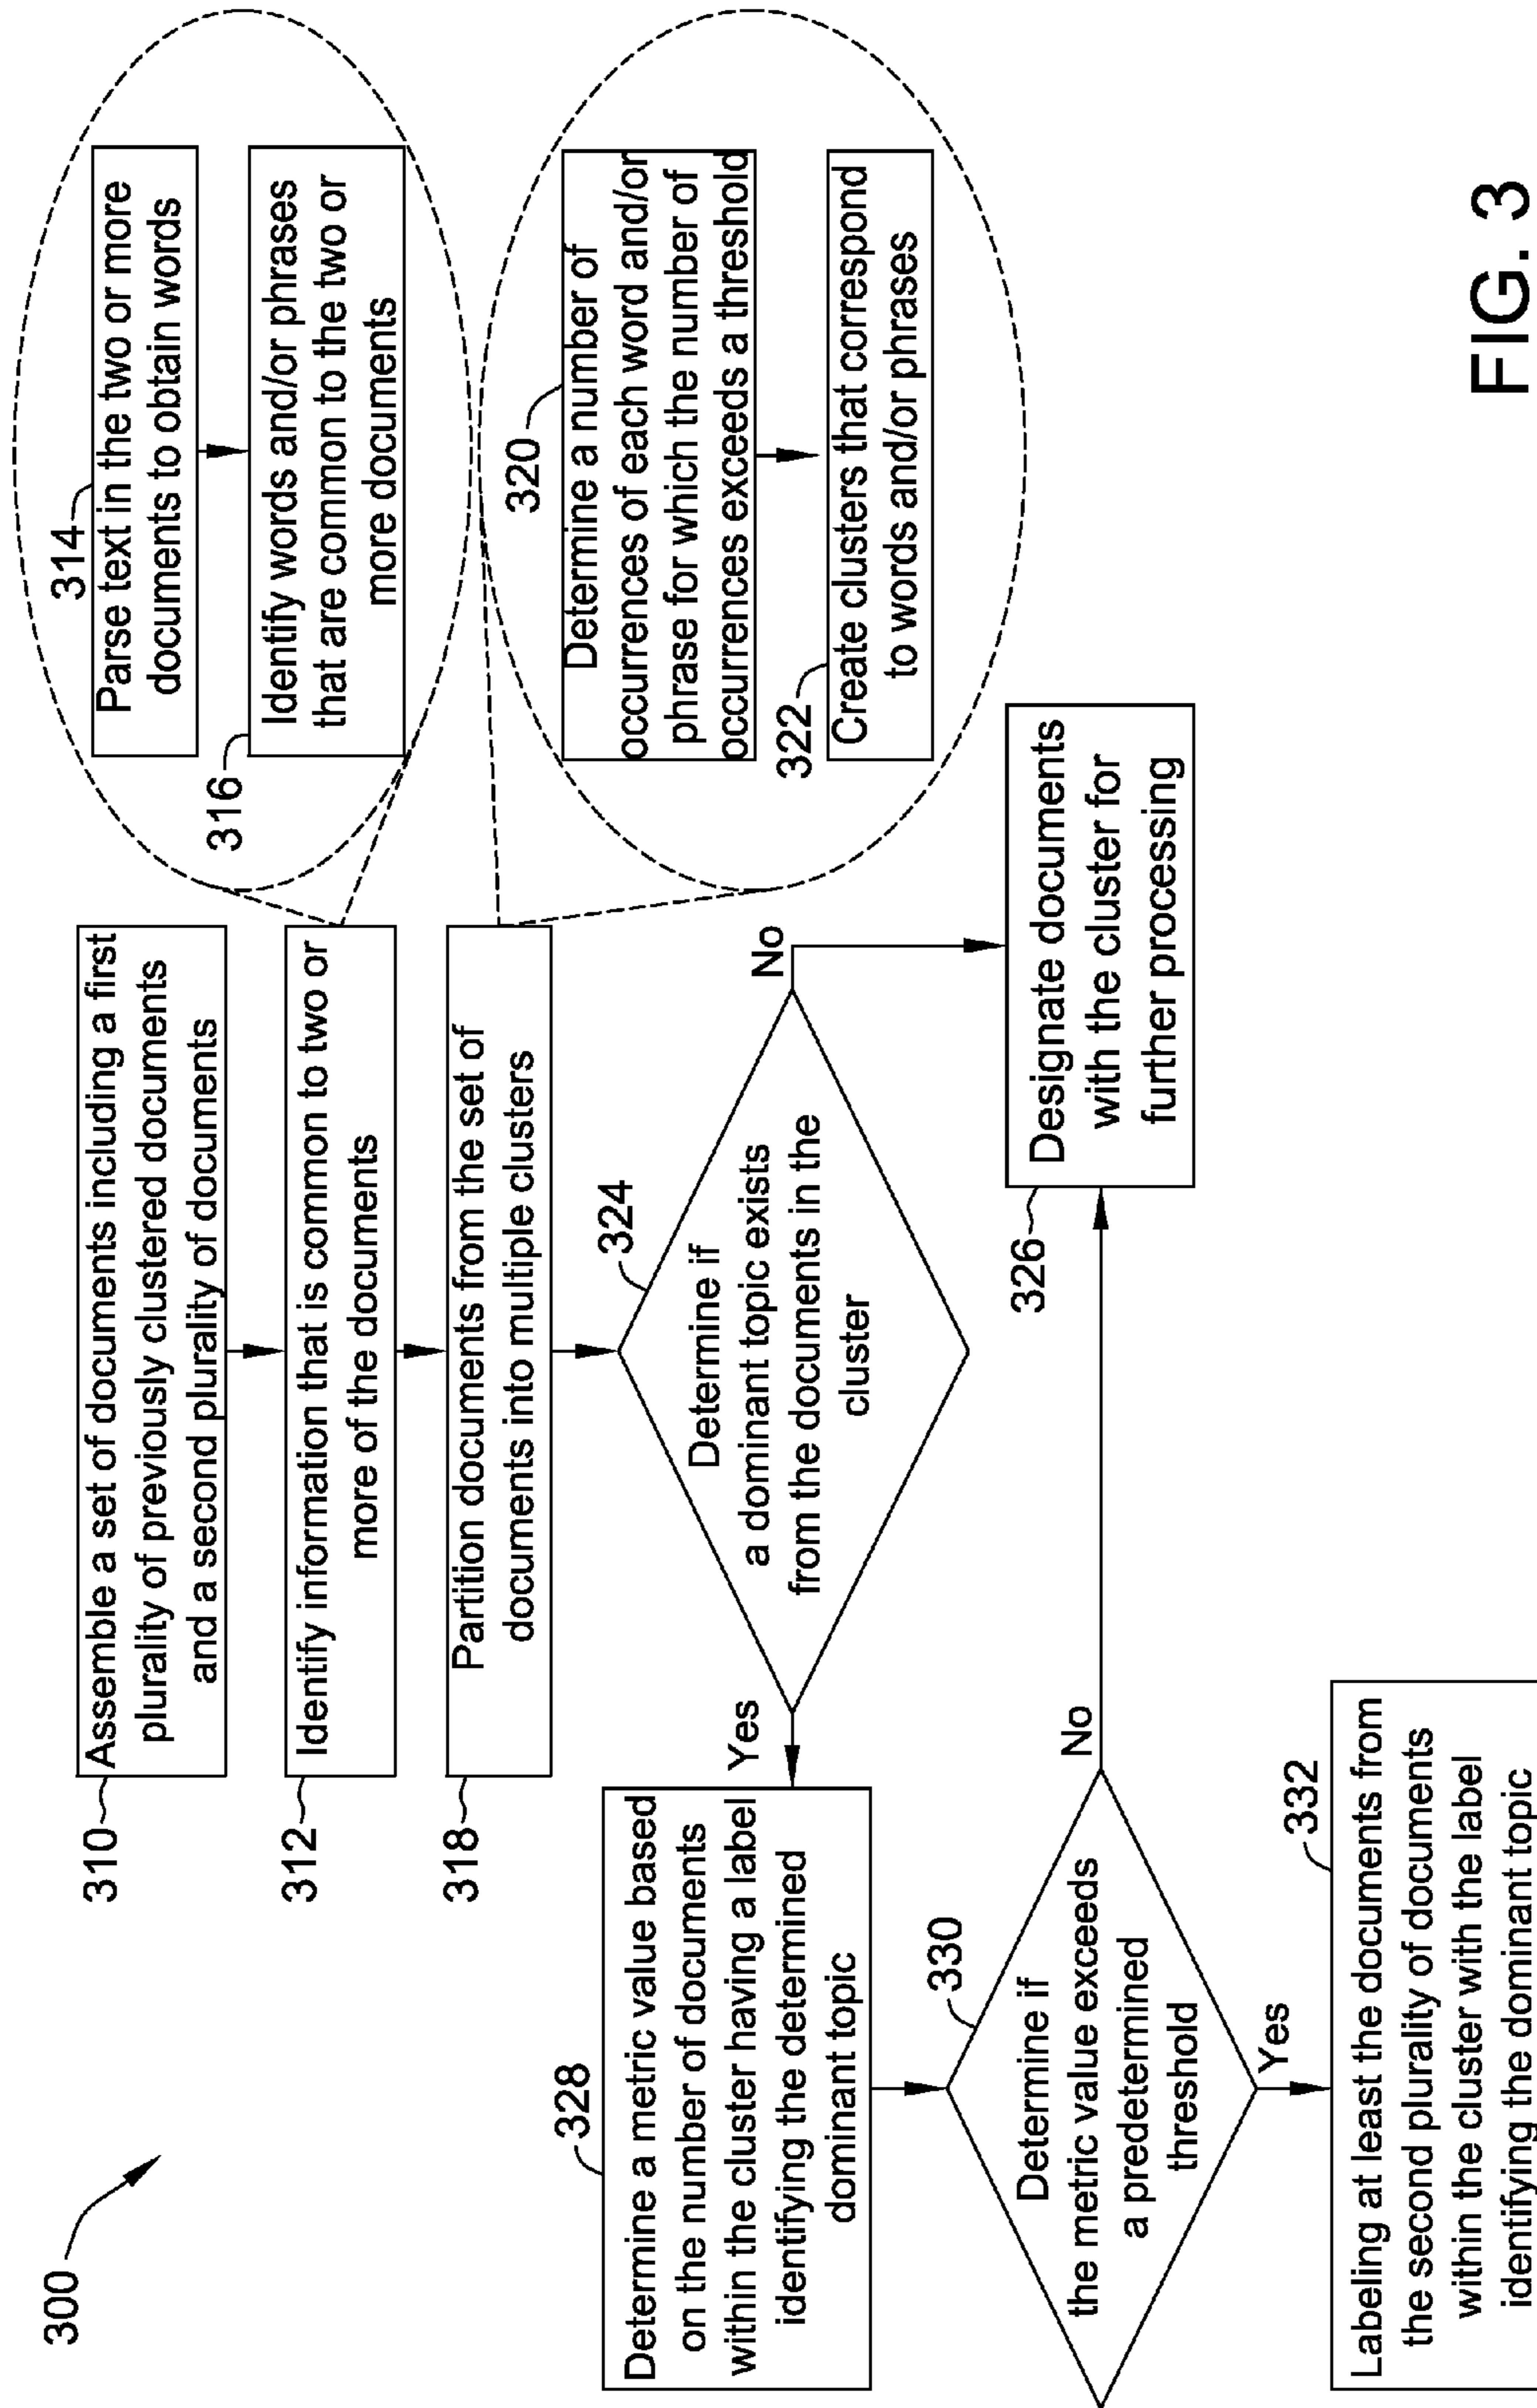 300
310
Assemble a set of documents including a first
plurality of previously clustered documents
and a second plurality of documents
312
Identify information that is common to two or
more of the documents
314
Parse text in the two or more
documents to obtain words
316
Identify words and/or phrases
that are common to the two or
more documents
318
Partition documents from the set of
documents into multiple clusters
320
Determine a number of
occurrences of each word and/or
phrase for which the number of
occurrences exceeds a threshold
322
Create clusters that correspond
to words and/or phrases
324
Determine if
a dominant topic exists
from the documents in the
cluster
No
Yes
326
Designate documents
with the cluster for
further processing
328
Determine a metric value based
on the number of documents
within the cluster having a label
identifying the determined
dominant topic
330
Determine if
the metric value exceeds
a predetermined
threshold
No
Yes
332
Labeling at least the documents from
the second plurality of documents
within the cluster with the label
identifying the dominant topic
FIG. 3